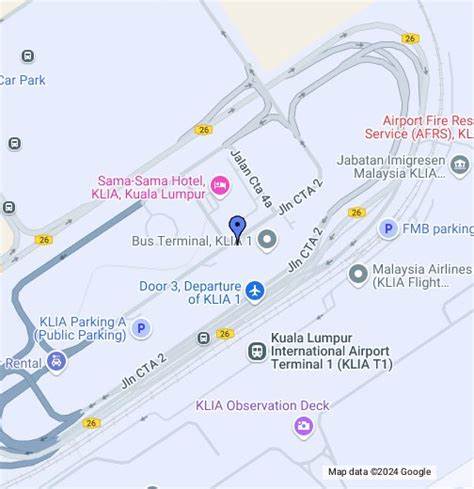 Car Park
26
Airport Fire Res
Service (AFRS), KL
Jabatan Imigresen
Malaysia KLIA...
26
Jalan Cta 4a
Sama-Sama Hotel,
KLIA, Kuala Lumpur
Jln CTA 2
26
FMB parking
Bus Terminal, KLIA 1
Jln CTA 2
26
Malaysia Airlines
(KLIA Flight...
Door 3, Departure
of KLIA 1
KLIA Parking A
(Public Parking)
Kuala Lumpur
International Airport
Terminal 1 (KLIA T1)
Rental
Jln CTA 2
26
KLIA Observation Deck
26
Map data ©2024 Google